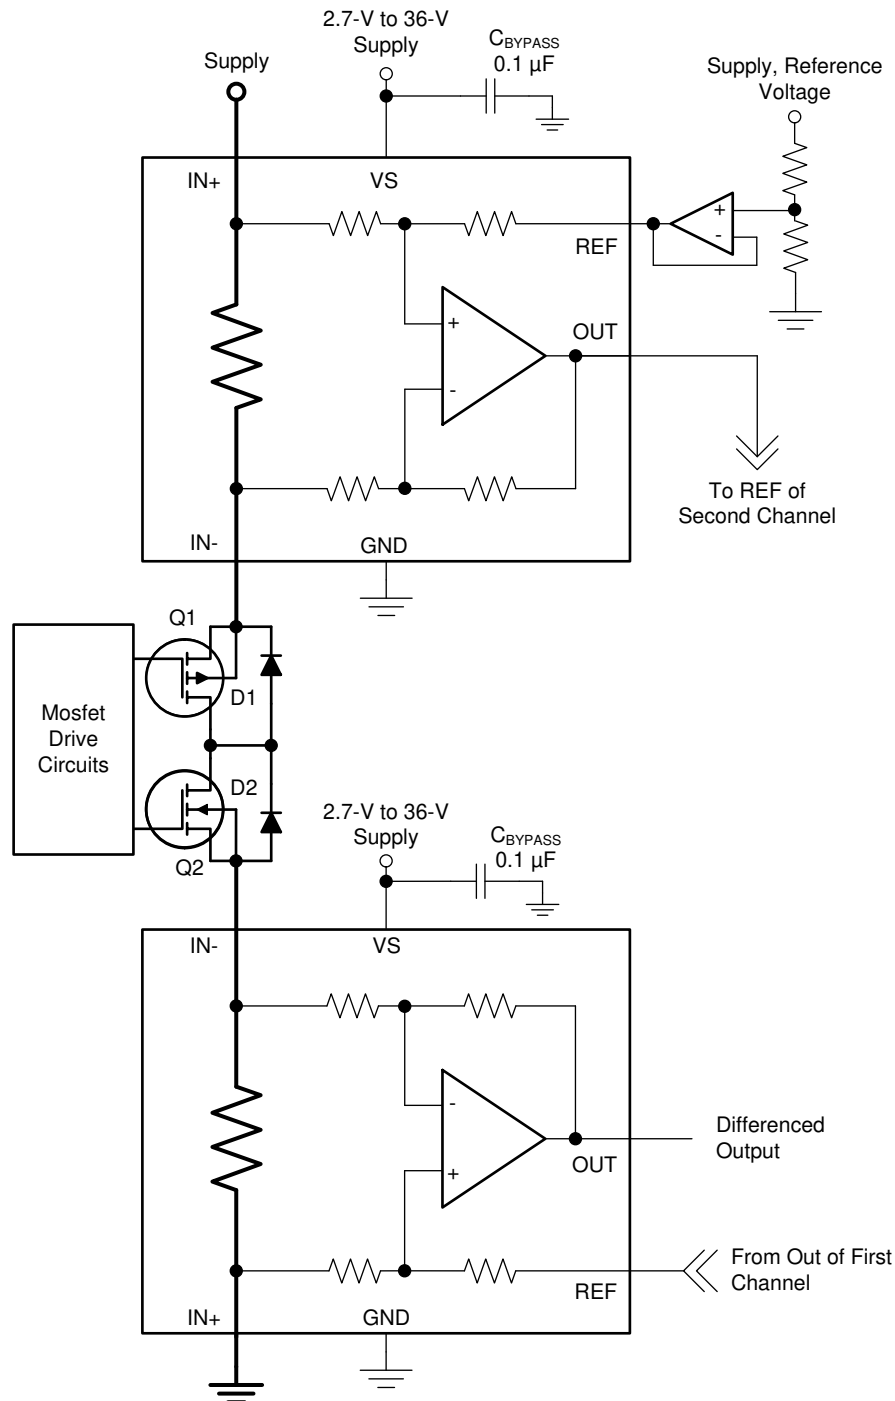 2.7-V to 36-V
Supply
C_BYPASS
0.1 µF
Supply
Supply, Reference
Voltage
IN+
VS
+
-
REF
+
-
OUT
To REF of
Second Channel
IN-
GND
Q1
D1
Mosfet
Drive
Circuits
D2
Q2
2.7-V to 36-V
Supply
C_BYPASS
0.1 µF
IN-
VS
-
+
OUT
Differenced
Output
REF
From Out of First
Channel
IN+
GND